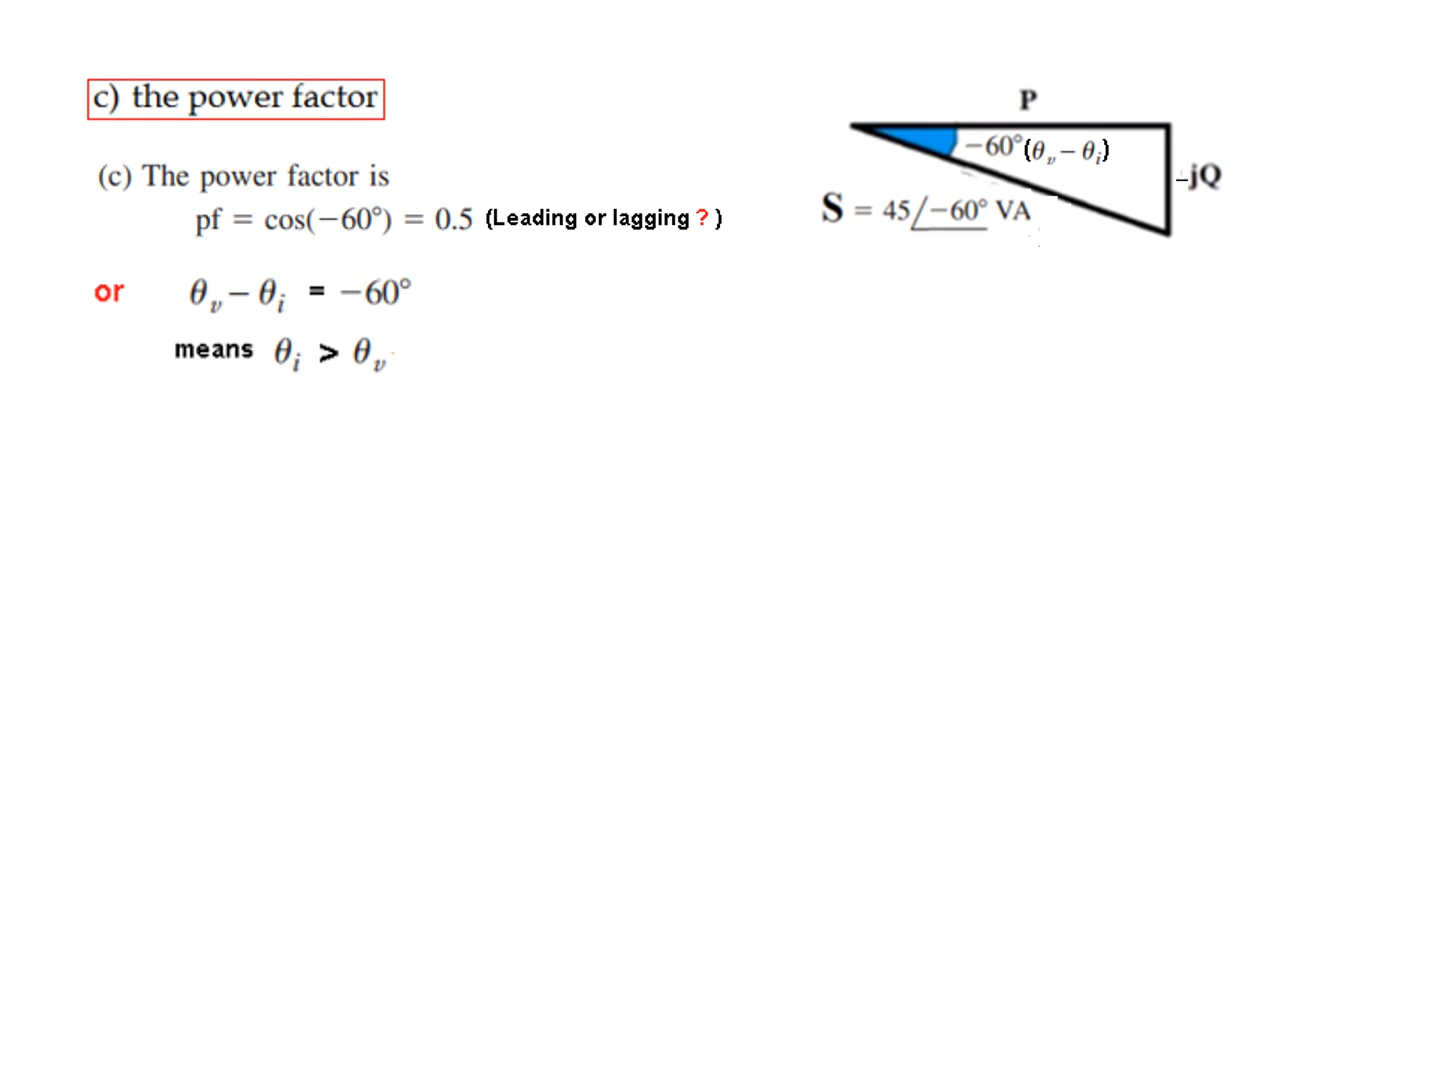 c) the power factor
(c) The power factor is
pf = cos(−60°) = 0.5 (Leading or lagging ? )
or θv − θi = −60°
means θi > θv
P
−60°(θv − θi)
−jQ
S = 45/−60° VA